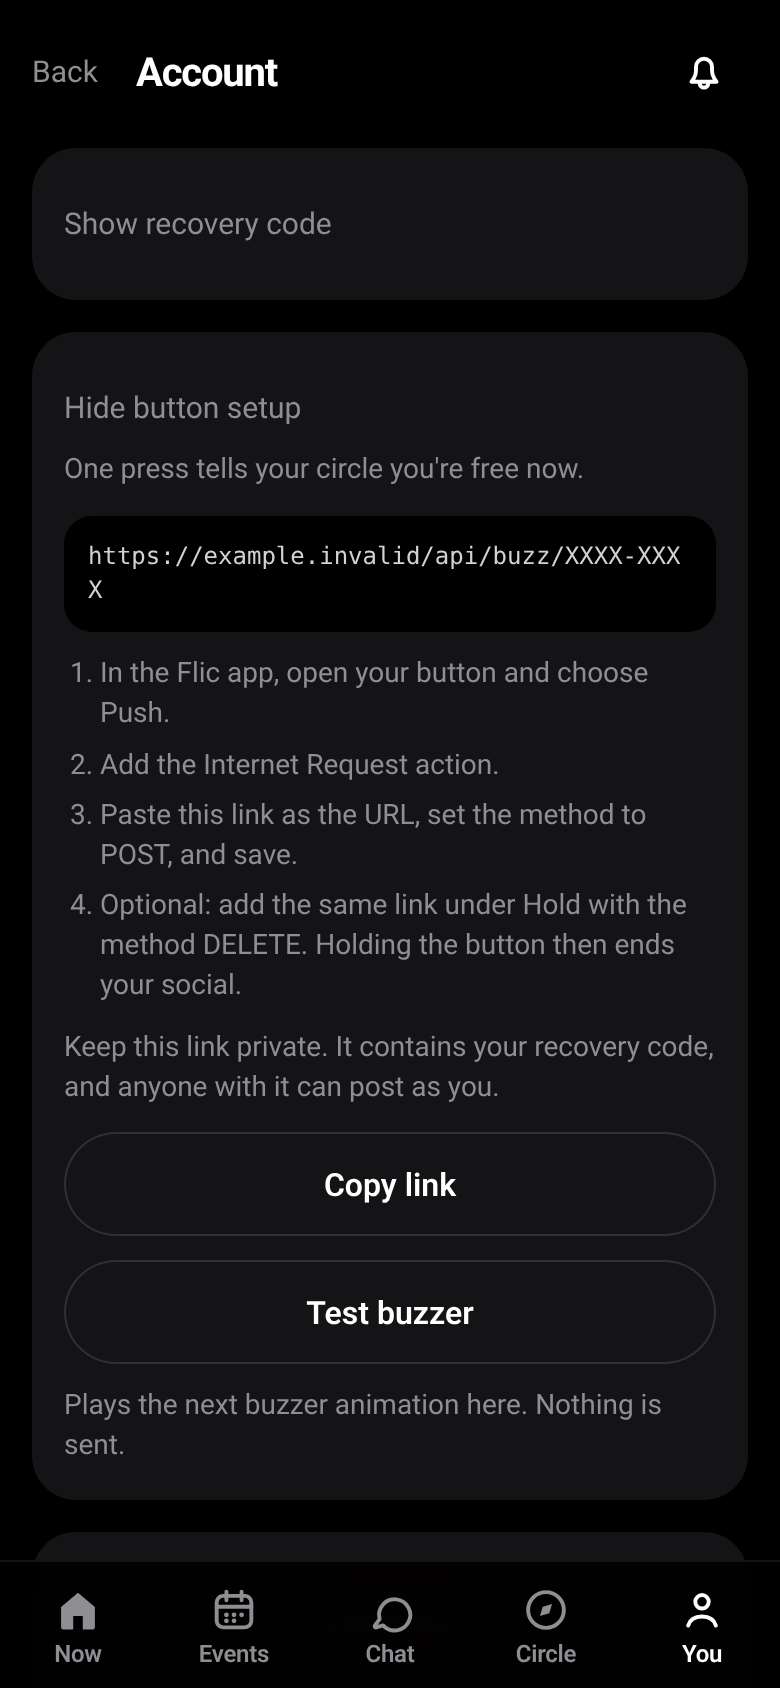 Back Account
Show recovery code
Hide button setup
One press tells your circle you're free now.
https://example.invalid/api/buzz/XXXX-XXX
X
1. In the Flic app, open your button and choose
Push.
2. Add the Internet Request action.
3. Paste this link as the URL, set the method to
POST, and save.
4. Optional: add the same link under Hold with the
method DELETE. Holding the button then ends
your social.
Keep this link private. It contains your recovery code,
and anyone with it can post as you.
Copy link
Test buzzer
Plays the next buzzer animation here. Nothing is
sent.
Now Events Chat Circle You